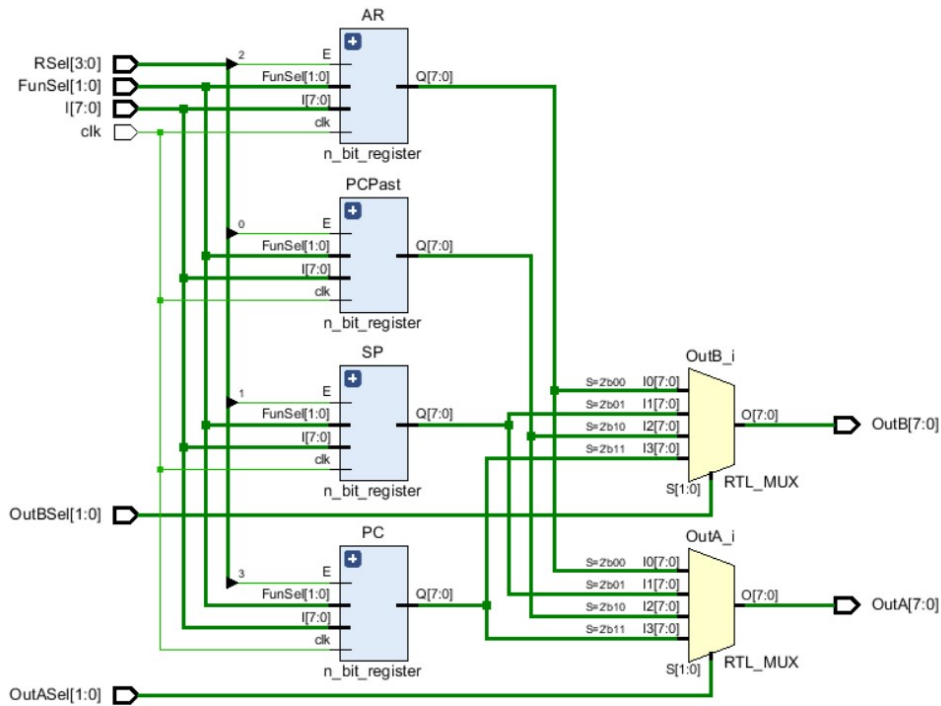 AR
RSel[3:0]
2
E
FunSel[1:0]
FunSel[1:0]
Q[7:0]
I[7:0]
I[7:0]
clk
clk
n_bit_register
PCPast
0
E
FunSel[1:0]
Q[7:0]
I[7:0]
clk
n_bit_register
SP
1
E
FunSel[1:0]
Q[7:0]
I[7:0]
clk
n_bit_register
OutB_i
S=2'b00 I0[7:0]
S=2'b01 I1[7:0]
S=2'b10 I2[7:0]
S=2'b11 I3[7:0]
O[7:0]
OutB[7:0]
S[1:0]
RTL_MUX
OutBSel[1:0]
PC
3
E
FunSel[1:0]
Q[7:0]
I[7:0]
clk
n_bit_register
OutA_i
S=2'b00 I0[7:0]
S=2'b01 I1[7:0]
S=2'b10 I2[7:0]
S=2'b11 I3[7:0]
O[7:0]
OutA[7:0]
S[1:0]
RTL_MUX
OutASel[1:0]